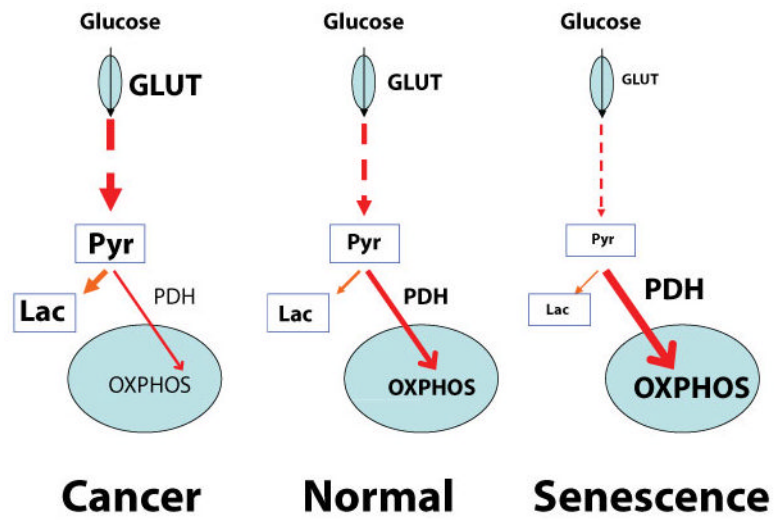 Glucose
GLUT
Pyr
Lac
PDH
OXPHOS
Cancer
Glucose
GLUT
Pyr
Lac
PDH
OXPHOS
Normal
Glucose
GLUT
Pyr
Lac
PDH
OXPHOS
Senescence